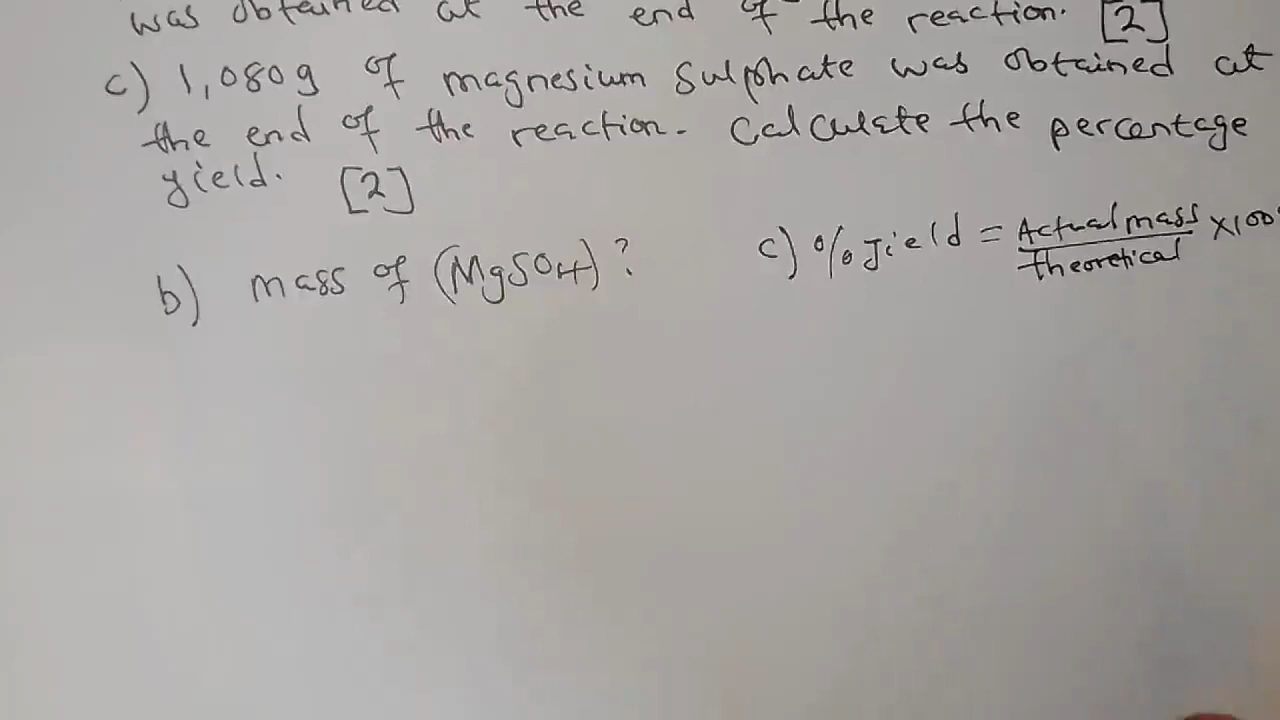 was obtained at the end of the reaction. [2]
c) 1,080g of magnesium sulphate was obtained at
the end of the reaction. Calculate the percentage
yield. [2]
c) % yield = Actual mass / theoretical ×100%
b) mass of (MgSO4) ?